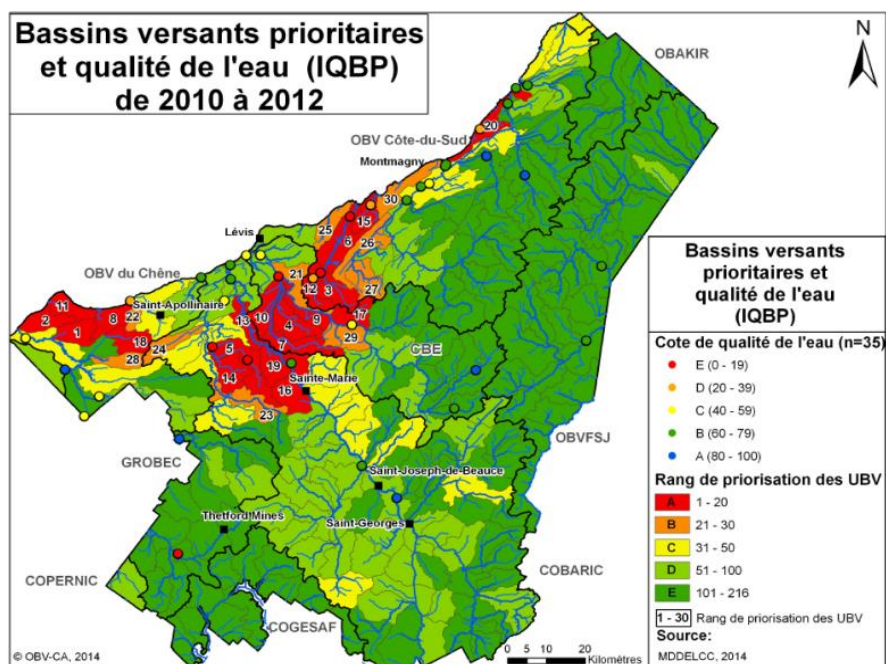 Bassins versants prioritaires
et qualité de l'eau (IQBP)
de 2010 à 2012
N
OBAKIR
20
OBV Côte-du-Sud
Montmagny
30
15
25
6
26
Lévis
OBV du Chêne
21
12
3
27
11
Saint-Apollinaire
22
2
8
13
10
17
1
4
9
18
29
24
7
CBE
5
28
19
14
Sainte-Marie
16
23
OBVFSJ
GROBEC
Saint-Joseph-de-Beauce
Thetford Mines
Saint-Georges
COPERNIC
COBARIC
COGESAF
Bassins versants
prioritaires et
qualité de l'eau
(IQBP)
Cote de qualité de l'eau (n=35)
E (0 - 19)
D (20 - 39)
C (40 - 59)
B (60 - 79)
A (80 - 100)
Rang de priorisation des UBV
A 1 - 20
B 21 - 30
C 31 - 50
D 51 - 100
E 101 - 216
1 - 30 Rang de priorisation des UBV
Source:
MDDELCC, 2014
© OBV-CA, 2014
0 10 20
Kilomètres